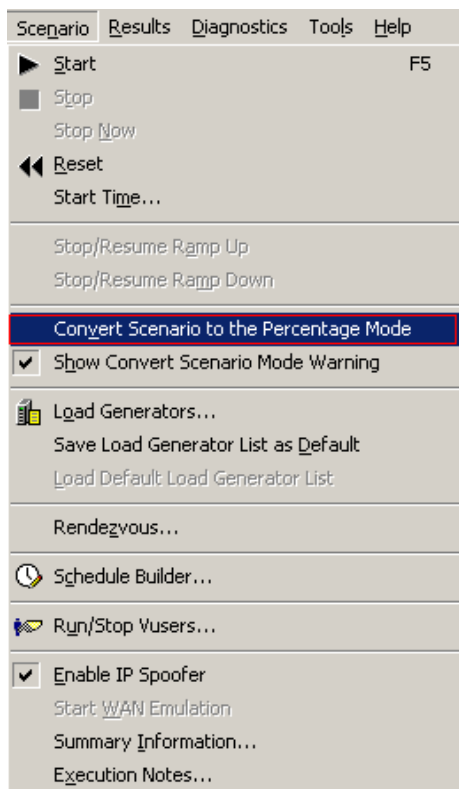 Scenario Results Diagnostics Tools Help
Start F5
Stop
Stop Now
Reset
Start Time...
Stop/Resume Ramp Up
Stop/Resume Ramp Down
Convert Scenario to the Percentage Mode
Show Convert Scenario Mode Warning
Load Generators...
Save Load Generator List as Default
Load Default Load Generator List
Rendezvous...
Schedule Builder...
Run/Stop Vusers...
Enable IP Spoofer
Start WAN Emulation
Summary Information...
Execution Notes...